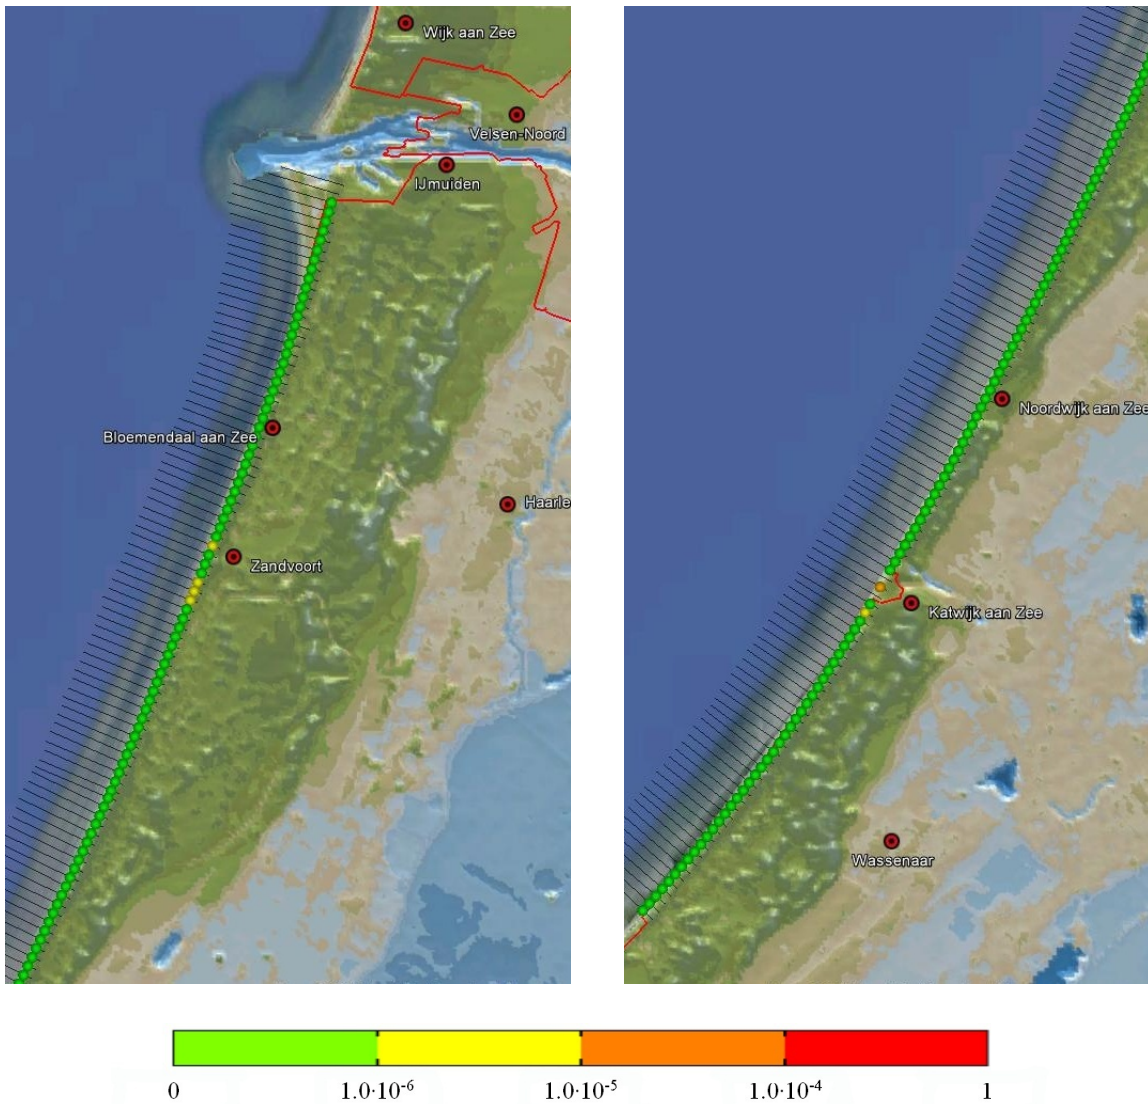 Wijk aan Zee
Velsen-Noord
IJmuiden
Bloemendaal aan Zee
Haarle
Zandvoort
Noordwijk aan Zee
Katwijk aan Zee
Wassenaar
0 1.0·10⁻⁶ 1.0·10⁻⁵ 1.0·10⁻⁴ 1